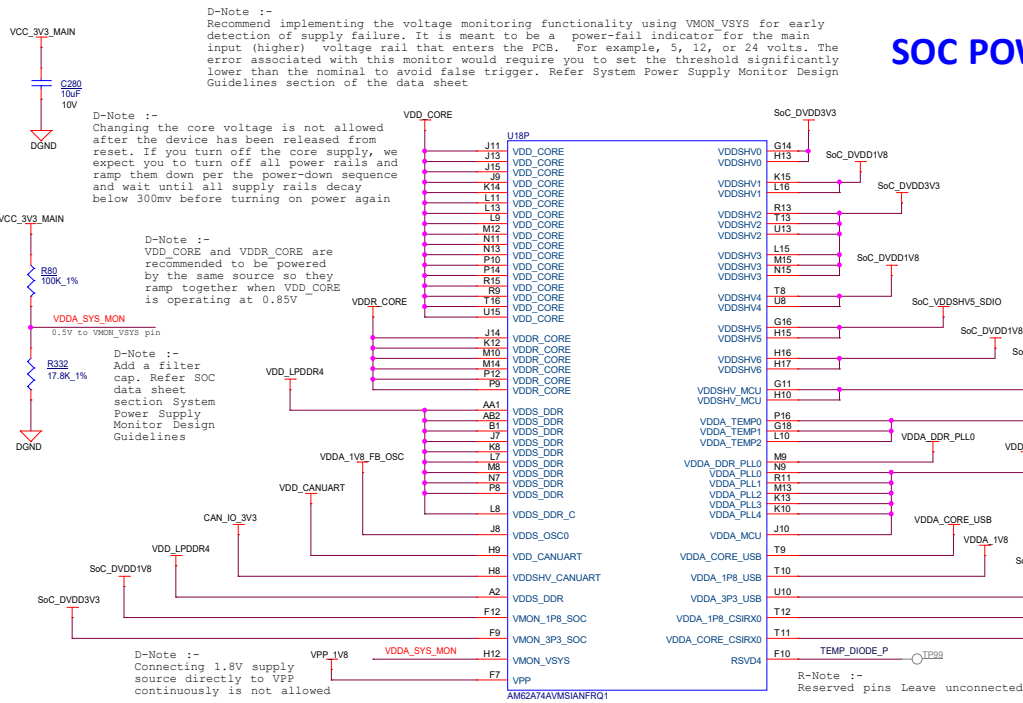 D-Note :-
Recommend implementing the voltage monitoring functionality using VMON_VSYS for early
detection of supply failure. It is meant to be a power-fail indicator for the main
input (higher) voltage rail that enters the PCB. For example, 5, 12, or 24 volts. The
error associated with this monitor would require you to set the threshold significantly
lower than the nominal to avoid false trigger. Refer System Power Supply Monitor Design
Guidelines section of the data sheet
SOC POW
VCC_3V3_MAIN
C280
10uF
10V
DGND
D-Note :-
Changing the core voltage is not allowed
after the device has been released from
reset. If you turn off the core supply, we
expect you to turn off all power rails and
ramp them down per the power-down sequence
and wait until all supply rails decay
below 300mv before turning on power again
VCC_3V3_MAIN
R80
100K_1%
VDDA_SYS_MON
0.5V to VMON_VSYS pin
R332
17.8K_1%
DGND
D-Note :-
VDD_CORE and VDDR_CORE are
recommended to be powered
by the same source so they
ramp together when VDD_CORE
is operating at 0.85V
D-Note :-
Add a filter
cap. Refer SOC
data sheet
section System
Power Supply
Monitor Design
Guidelines
VDD_CORE
VDDR_CORE
VDD_LPDDR4
VDDA_1V8_FB_OSC
VDD_CANUART
CAN_IO_3V3
VDD_LPDDR4
SoC_DVDD1V8
SoC_DVDD3V3
VPP_1V8
VDDA_SYS_MON
D-Note :-
Connecting 1.8V supply
source directly to VPP
continuously is not allowed
U18P
J11 VDD_CORE
J13 VDD_CORE
J15 VDD_CORE
J9 VDD_CORE
K14 VDD_CORE
L11 VDD_CORE
L13 VDD_CORE
L9 VDD_CORE
M12 VDD_CORE
N11 VDD_CORE
N13 VDD_CORE
P10 VDD_CORE
P14 VDD_CORE
R15 VDD_CORE
R9 VDD_CORE
T16 VDD_CORE
U15 VDD_CORE
J14 VDDR_CORE
K12 VDDR_CORE
M10 VDDR_CORE
M14 VDDR_CORE
P12 VDDR_CORE
P9 VDDR_CORE
AA1 VDDS_DDR
AB2 VDDS_DDR
B1 VDDS_DDR
J7 VDDS_DDR
K8 VDDS_DDR
L7 VDDS_DDR
M8 VDDS_DDR
N7 VDDS_DDR
P8 VDDS_DDR
L8 VDDS_DDR_C
J8 VDDS_OSC0
H9 VDD_CANUART
H8 VDDSHV_CANUART
A2 VDDS_DDR
F12 VMON_1P8_SOC
F9 VMON_3P3_SOC
H12 VMON_VSYS
F7 VPP
AM62A74AVMSIANFRQ1
VDDSHV0 G14
VDDSHV0 H13
VDDSHV1 K15
VDDSHV1 L16
VDDSHV2 R13
VDDSHV2 T13
VDDSHV2 U13
VDDSHV3 L15
VDDSHV3 M15
VDDSHV3 N15
VDDSHV4 T8
VDDSHV4 U8
VDDSHV5 G16
VDDSHV5 H15
VDDSHV6 H16
VDDSHV6 H17
VDDSHV_MCU G11
VDDSHV_MCU H10
VDDA_TEMP0 P16
VDDA_TEMP1 G18
VDDA_TEMP2 L10
VDDA_DDR_PLL0 M9
VDDA_PLL0 N9
VDDA_PLL1 R11
VDDA_PLL2 M13
VDDA_PLL3 K13
VDDA_PLL4 K10
VDDA_MCU J10
VDDA_CORE_USB T9
VDDA_1P8_USB T10
VDDA_3P3_USB U10
VDDA_1P8_CSIRX0 T12
VDDA_CORE_CSIRX0 T11
RSVD4 F10
SoC_DVDD3V3
SoC_DVDD1V8
SoC_DVDD3V3
SoC_DVDD1V8
SoC_VDDSHV5_SDIO
SoC_DVDD1V8
So
VDDA_DDR_PLL0
VDD
VDDA_CORE_USB
VDDA_1V8
So
TEMP_DIODE_P
TP99
R-Note :-
Reserved pins Leave unconnected